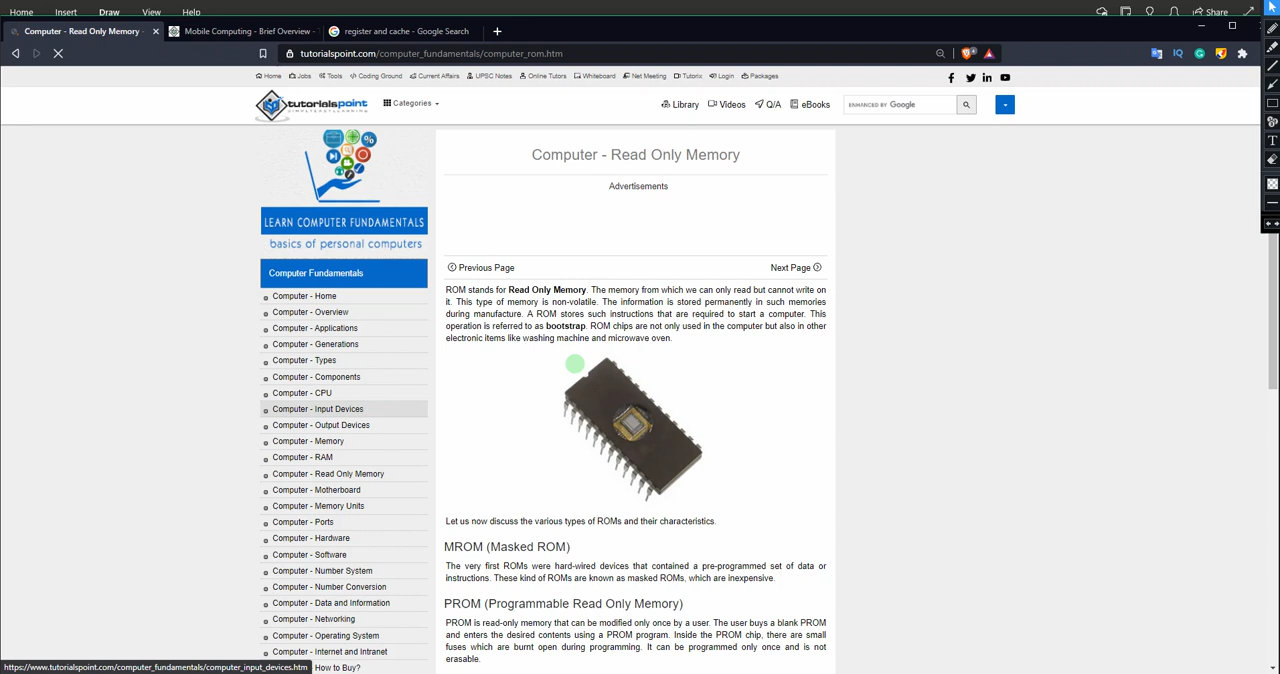 Home Insert Draw View Help Share
Computer - Read Only Memory - Mobile Computing - Brief Overview - register and cache - Google Search
tutorialspoint.com/computer_fundamentals/computer_rom.htm
Home Jobs Tools Coding Ground Current Affairs UPSC Notes Online Tutors Whiteboard Net Meeting Tutorix Login Packages
tutorialspoint Categories Library Videos Q/A eBooks ENHANCED BY Google
LEARN COMPUTER FUNDAMENTALS
basics of personal computers
Computer Fundamentals
Computer - Home
Computer - Overview
Computer - Applications
Computer - Generations
Computer - Types
Computer - Components
Computer - CPU
Computer - Input Devices
Computer - Output Devices
Computer - Memory
Computer - RAM
Computer - Read Only Memory
Computer - Motherboard
Computer - Memory Units
Computer - Ports
Computer - Hardware
Computer - Software
Computer - Number System
Computer - Number Conversion
Computer - Data and Information
Computer - Networking
Computer - Operating System
Computer - Internet and Intranet
How to Buy?
Computer - Read Only Memory
Advertisements
Previous Page Next Page
ROM stands for Read Only Memory. The memory from which we can only read but cannot write on
it. This type of memory is non-volatile. The information is stored permanently in such memories
during manufacture. A ROM stores such instructions that are required to start a computer. This
operation is referred to as bootstrap. ROM chips are not only used in the computer but also in other
electronic items like washing machine and microwave oven.
Let us now discuss the various types of ROMs and their characteristics.
MROM (Masked ROM)
The very first ROMs were hard-wired devices that contained a pre-programmed set of data or
instructions. These kind of ROMs are known as masked ROMs, which are inexpensive.
PROM (Programmable Read Only Memory)
PROM is read-only memory that can be modified only once by a user. The user buys a blank PROM
and enters the desired contents using a PROM program. Inside the PROM chip, there are small
fuses which are burnt open during programming. It can be programmed only once and is not
erasable.
https://www.tutorialspoint.com/computer_fundamentals/computer_input_devices.htm